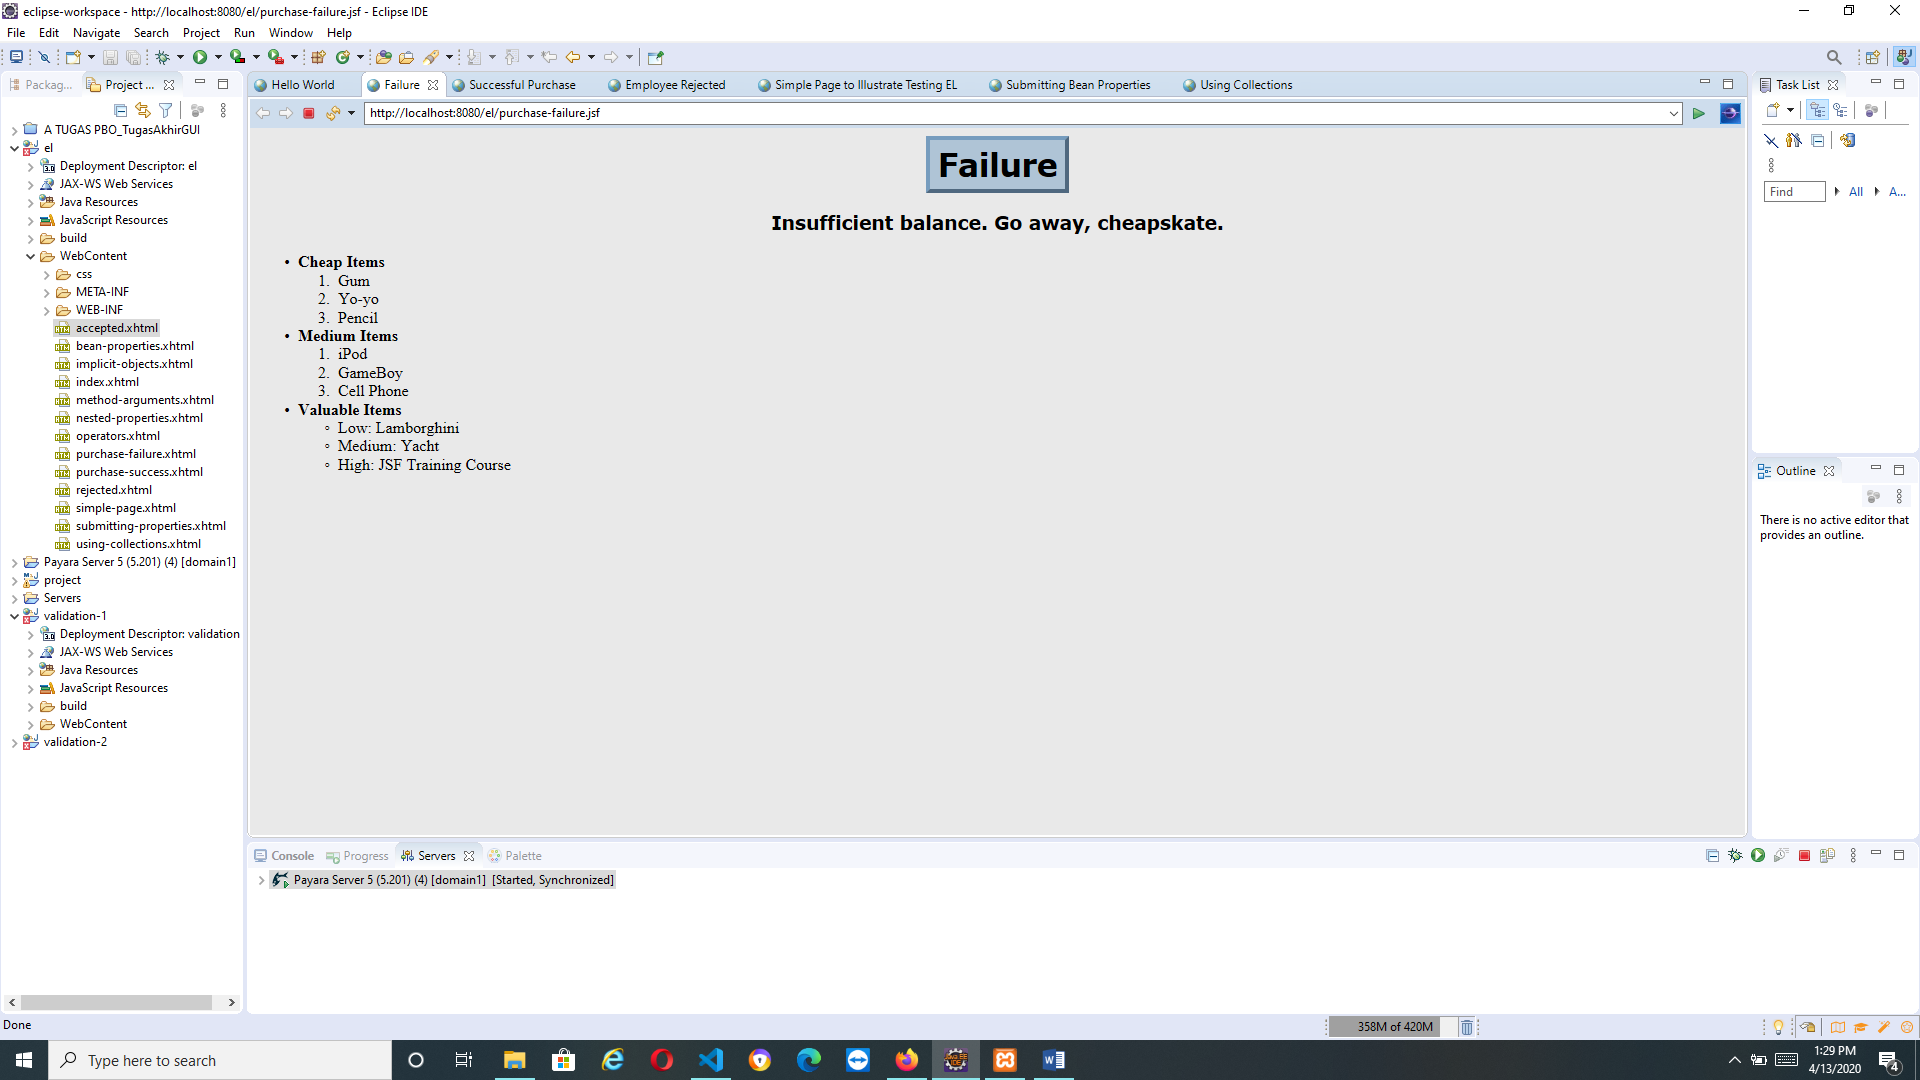 eclipse-workspace - http://localhost:8080/el/purchase-failure.jsf - Eclipse IDE
File Edit Navigate Search Project Run Window Help
Packag... Project ...
A TUGAS PBO_TugasAkhirGUI
el
Deployment Descriptor: el
JAX-WS Web Services
Java Resources
JavaScript Resources
build
WebContent
css
META-INF
WEB-INF
accepted.xhtml
bean-properties.xhtml
implicit-objects.xhtml
index.xhtml
method-arguments.xhtml
nested-properties.xhtml
operators.xhtml
purchase-failure.xhtml
purchase-success.xhtml
rejected.xhtml
simple-page.xhtml
submitting-properties.xhtml
using-collections.xhtml
Payara Server 5 (5.201) (4) [domain1]
project
Servers
validation-1
Deployment Descriptor: validation
JAX-WS Web Services
Java Resources
JavaScript Resources
build
WebContent
validation-2
Hello World Failure Successful Purchase Employee Rejected Simple Page to Illustrate Testing EL Submitting Bean Properties Using Collections
http://localhost:8080/el/purchase-failure.jsf
Failure
Insufficient balance. Go away, cheapskate.
• Cheap Items
1. Gum
2. Yo-yo
3. Pencil
• Medium Items
1. iPod
2. GameBoy
3. Cell Phone
• Valuable Items
◦ Low: Lamborghini
◦ Medium: Yacht
◦ High: JSF Training Course
Task List
Find All A...
Outline
There is no active editor that
provides an outline.
Console Progress Servers Palette
Payara Server 5 (5.201) (4) [domain1] [Started, Synchronized]
Done
358M of 420M
Type here to search
1:29 PM
4/13/2020
4